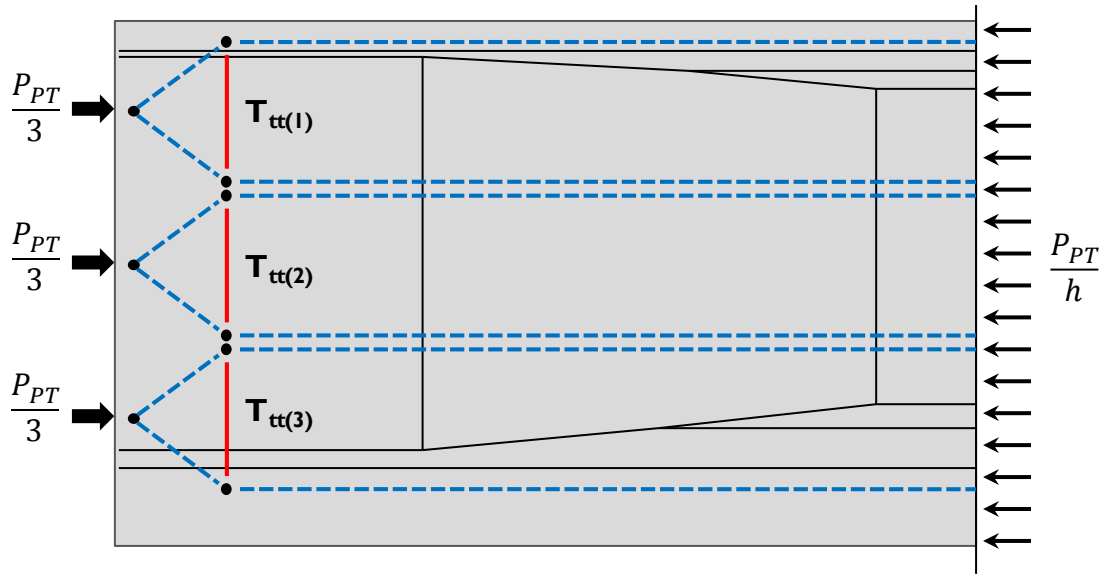 P_PT/3
T_tt(1)
P_PT/3
T_tt(2)
P_PT/h
P_PT/3
T_tt(3)